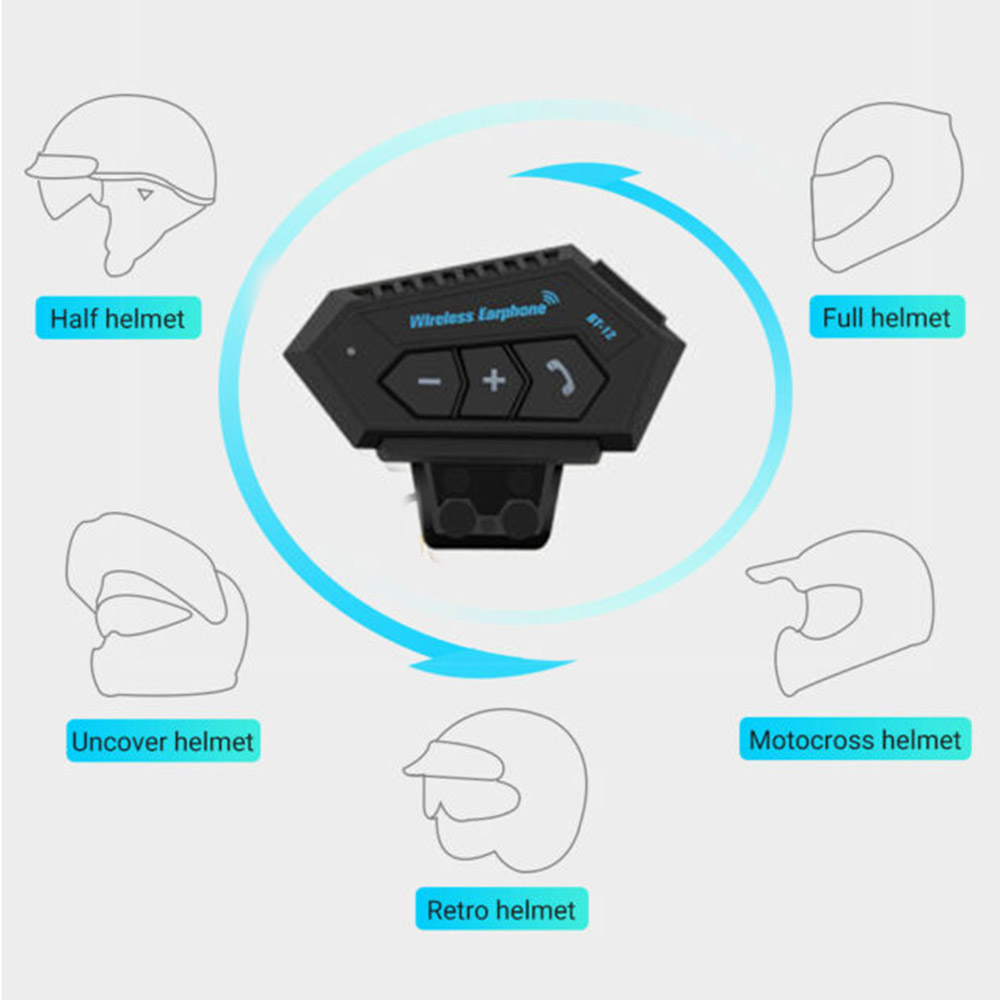 Half helmet
Full helmet
Wireless Earphone
BT-12
− +
Uncover helmet
Motocross helmet
Retro helmet